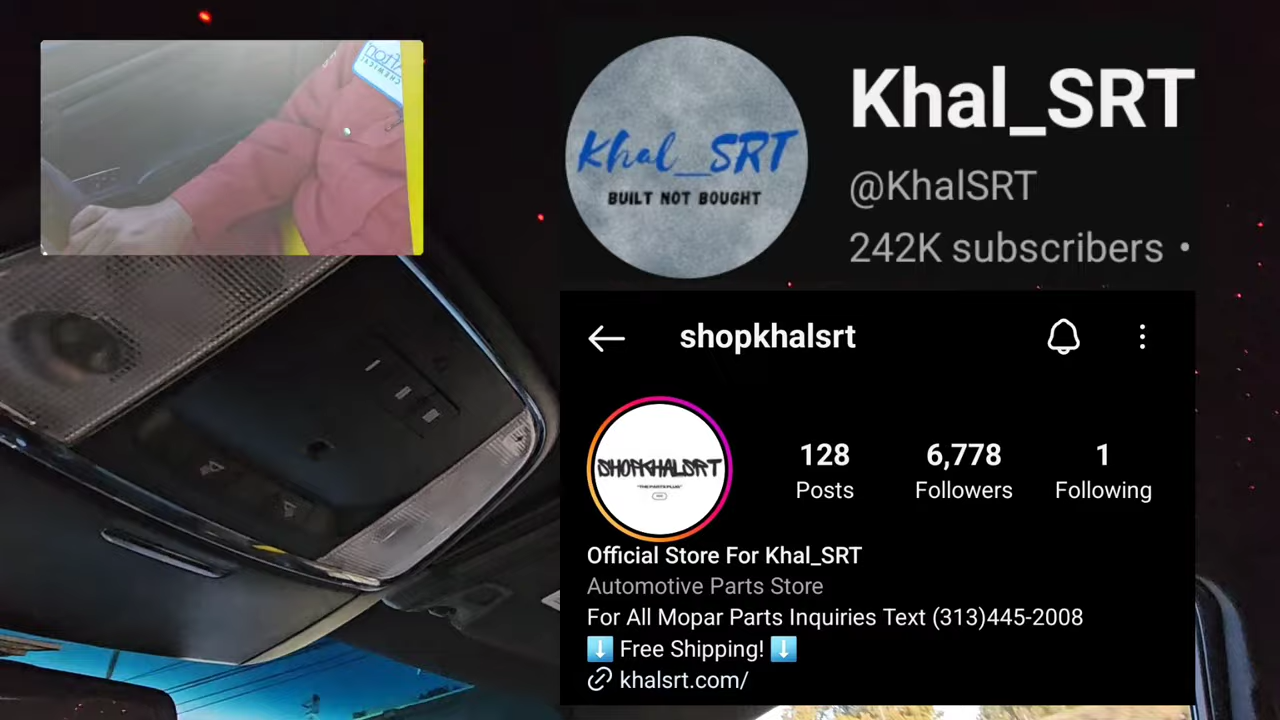 Khal_SRT
BUILT NOT BOUGHT
Khal_SRT
@KhalSRT
242K subscribers •
shopkhalsrt
SHOPKHALSRT
128
Posts
6,778
Followers
1
Following
Official Store For Khal_SRT
Automotive Parts Store
For All Mopar Parts Inquiries Text (313)445-2008
⬇️ Free Shipping! ⬇️
khalsrt.com/